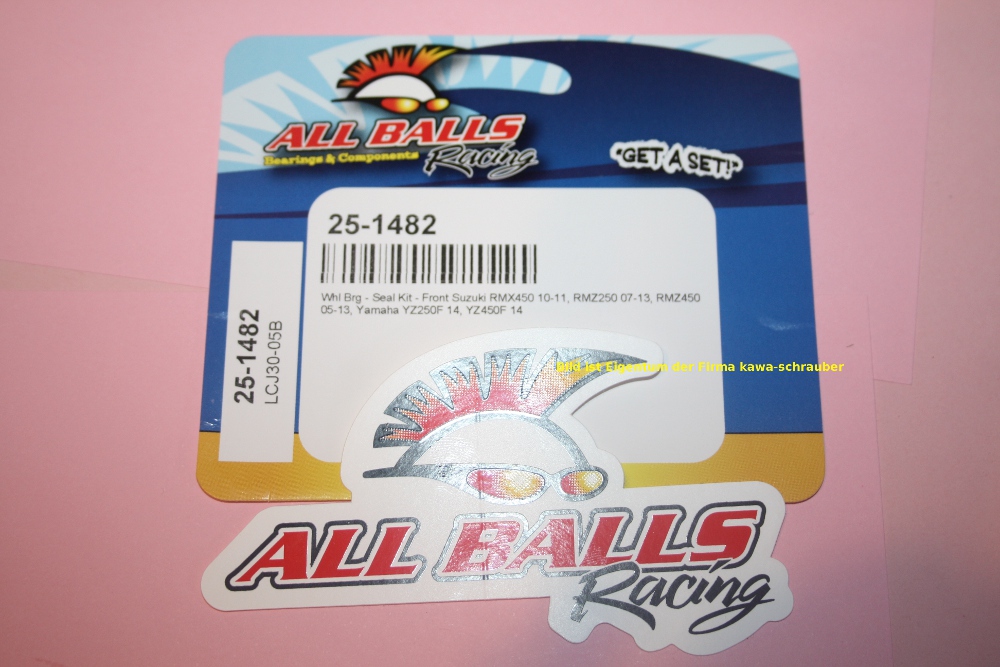 ALL BALLS
Bearings & Components
Racing
"GET A SET!"
25-1482
Whl Brg - Seal Kit - Front Suzuki RMX450 10-11, RMZ250 07-13, RMZ450
05-13, Yamaha YZ250F 14, YZ450F 14
25-1482
LCJ30-05B
Bild ist Eigentum der Firma kawa-schrauber
ALL BALLS
Racing